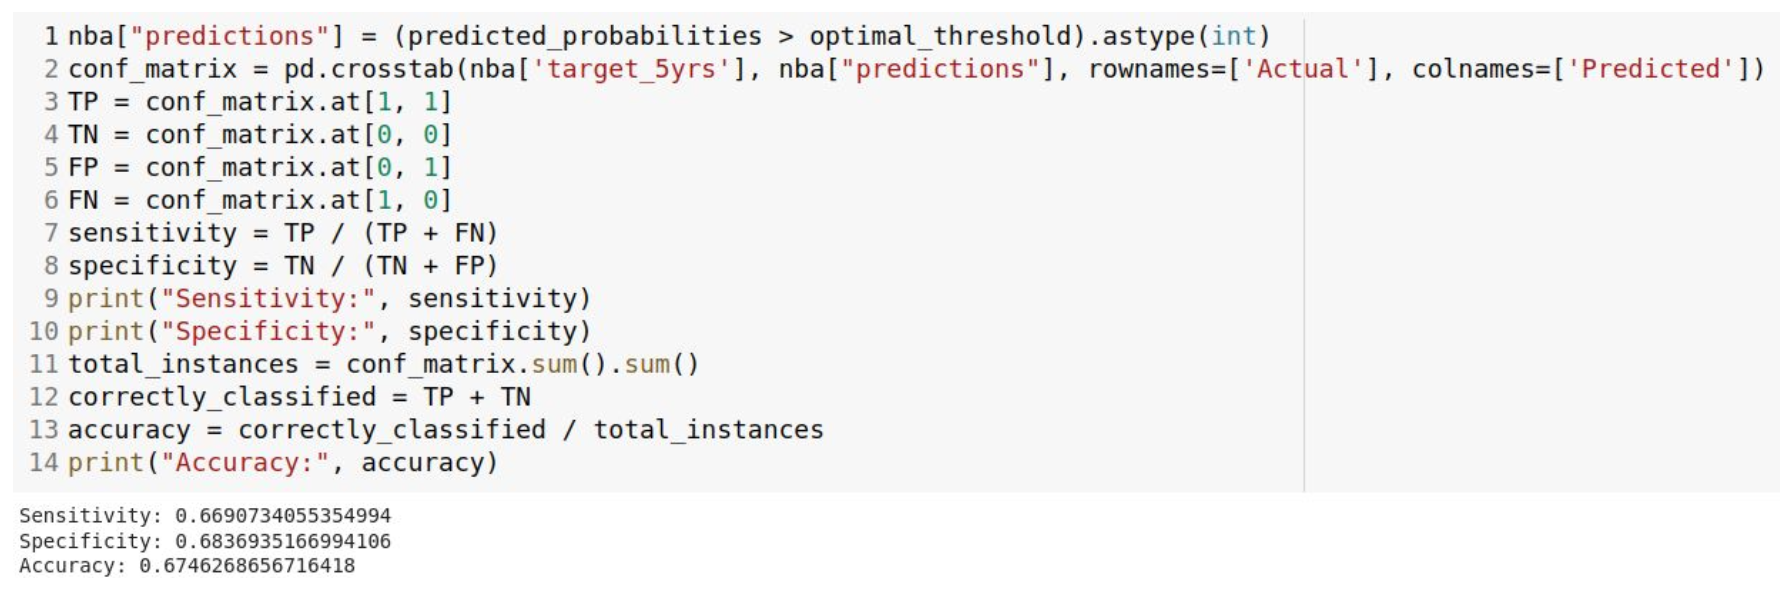 1 nba["predictions"] = (predicted_probabilities > optimal_threshold).astype(int)
2 conf_matrix = pd.crosstab(nba['target_5yrs'], nba["predictions"], rownames=['Actual'], colnames=['Predicted'])
3 TP = conf_matrix.at[1, 1]
4 TN = conf_matrix.at[0, 0]
5 FP = conf_matrix.at[0, 1]
6 FN = conf_matrix.at[1, 0]
7 sensitivity = TP / (TP + FN)
8 specificity = TN / (TN + FP)
9 print("Sensitivity:", sensitivity)
10 print("Specificity:", specificity)
11 total_instances = conf_matrix.sum().sum()
12 correctly_classified = TP + TN
13 accuracy = correctly_classified / total_instances
14 print("Accuracy:", accuracy)
Sensitivity: 0.6690734055354994
Specificity: 0.6836935166994106
Accuracy: 0.6746268656716418